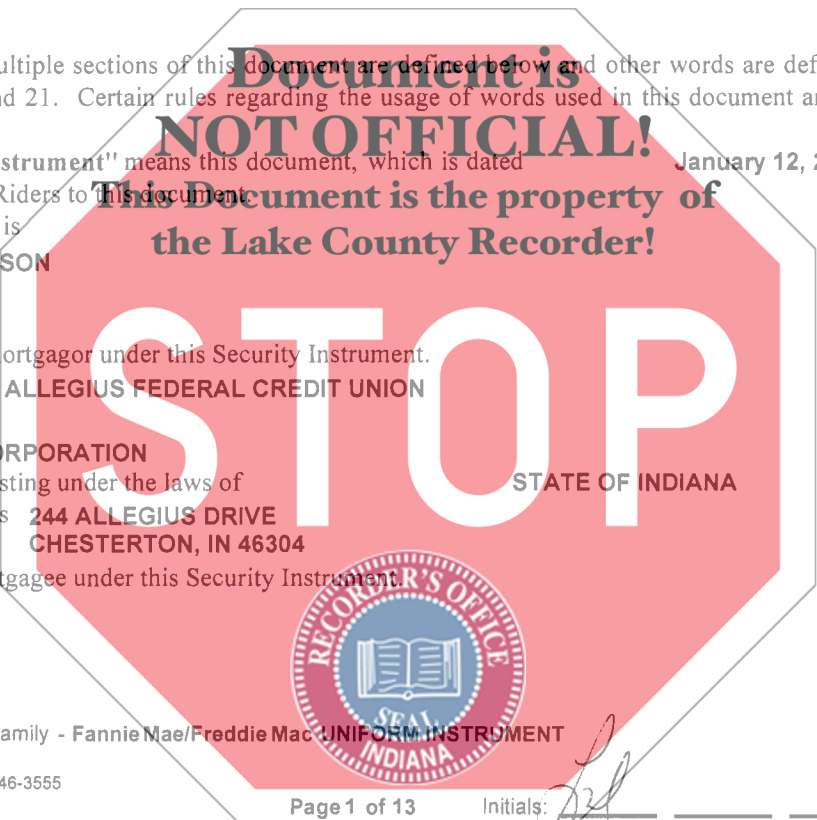 ultiple sections of this document are defined below and other words are def
nd 21. Certain rules regarding the usage of words used in this document a
strument" means this document, which is dated January 12, 2
Riders to this document.
is
SON
ortgagor under this Security Instrument.
ALLEGIUS FEDERAL CREDIT UNION
ORPORATION
sting under the laws of STATE OF INDIANA
s 244 ALLEGIUS DRIVE
CHESTERTON, IN 46304
tgagee under this Security Instrument.
amily - Fannie Mae/Freddie Mac UNIFORM INSTRUMENT
46-3555
Page 1 of 13 Initials:
Document is
NOT OFFICIAL!
This Document is the property of
the Lake County Recorder!
STOP
RECORDER'S OFFICE
SEAL
INDIANA